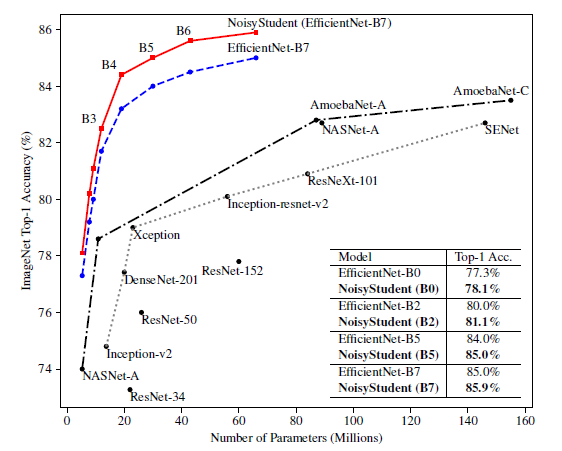 NoisyStudent (EfficientNet-B7)
B6
86
B5
EfficientNet-B7
B4
84
AmoebaNet-C
AmoebaNet-A
B3
NASNet-A
SENet
82
ResNeXt-101
80
Inception-resnet-v2
Xception
78
ResNet-152
DenseNet-201
76
ResNet-50
Inception-v2
74
NASNet-A
ResNet-34
Model Top-1 Acc.
EfficientNet-B0 77.3%
NoisyStudent (B0) 78.1%
EfficientNet-B2 80.0%
NoisyStudent (B2) 81.1%
EfficientNet-B5 84.0%
NoisyStudent (B5) 85.0%
EfficientNet-B7 85.0%
NoisyStudent (B7) 85.9%
0 20 40 60 80 100 120 140 160
Number of Parameters (Millions)
ImageNet Top-1 Accuracy (%)